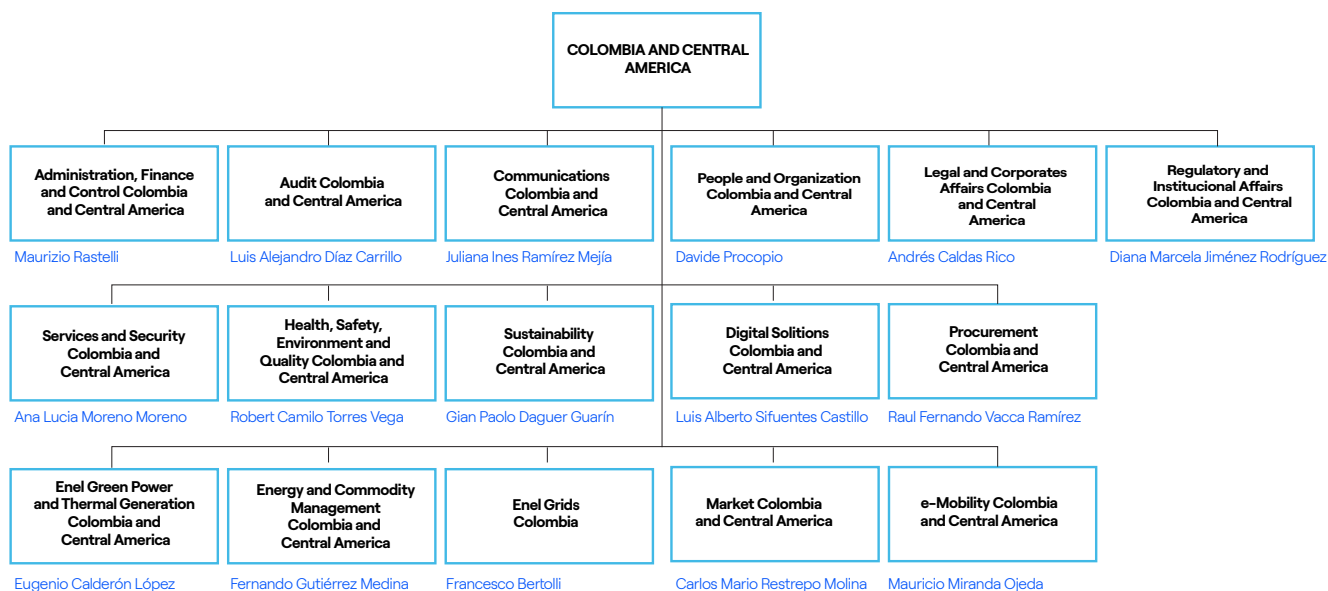 COLOMBIA AND CENTRAL
AMERICA
Administration, Finance
and Control Colombia
and Central America
Maurizio Rastelli
Audit Colombia
and Central America
Luis Alejandro Díaz Carrillo
Communications
Colombia and
Central America
Juliana Ines Ramírez Mejía
People and Organization
Colombia and Central
America
Davide Procopio
Legal and Corporates
Affairs Colombia
and Central
America
Andrés Caldas Rico
Regulatory and
Institucional Affairs
Colombia and Central
America
Diana Marcela Jiménez Rodríguez
Services and Security
Colombia and
Central America
Ana Lucia Moreno Moreno
Health, Safety,
Environment and
Quality Colombia and
Central America
Robert Camilo Torres Vega
Sustainability
Colombia and
Central America
Gian Paolo Daguer Guarín
Digital Solitions
Colombia and
Central America
Luis Alberto Sifuentes Castillo
Procurement
Colombia and
Central America
Raul Fernando Vacca Ramírez
Enel Green Power
and Thermal Generation
Colombia and
Central America
Eugenio Calderón López
Energy and Commodity
Management
Colombia and
Central America
Fernando Gutiérrez Medina
Enel Grids
Colombia
Francesco Bertolli
Market Colombia
and Central America
Carlos Mario Restrepo Molina
e-Mobility Colombia
and Central America
Mauricio Miranda Ojeda